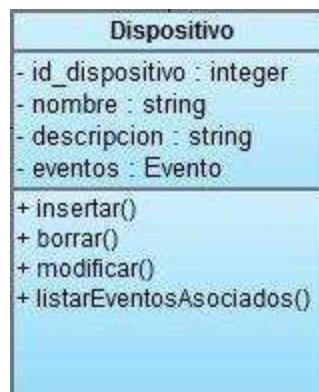 Dispositivo
- id_dispositivo : integer
- nombre : string
- descripcion : string
- eventos : Evento
+ insertar()
+ borrar()
+ modificar()
+ listarEventosAsociados()